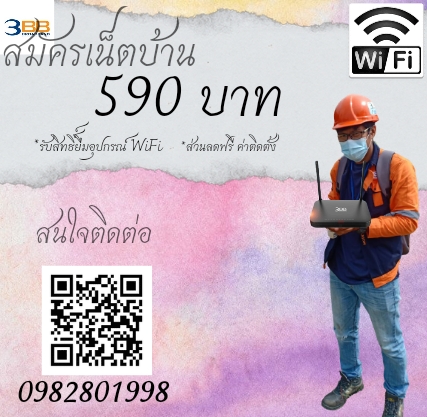 3BB
สมัครเน็ตบ้าน
WiFi
590 บาท
*รับสิทธิ์ยืมอุปกรณ์ WiFi *ส่วนลดฟรี ค่าติดตั้ง
3BB
สนใจติดต่อ
0982801998